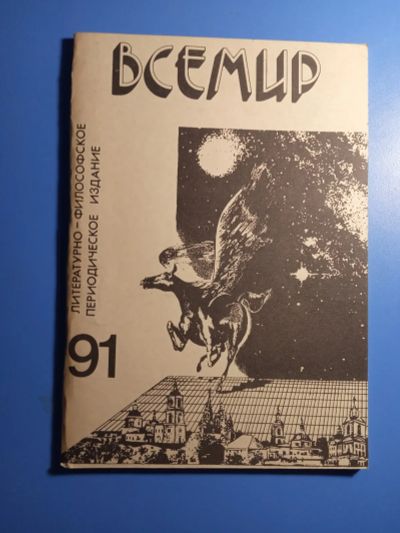 ВСЕМИР
ЛИТЕРАТУРНО-ФИЛОСОФСКОЕ
ПЕРИОДИЧЕСКОЕ ИЗДАНИЕ
91